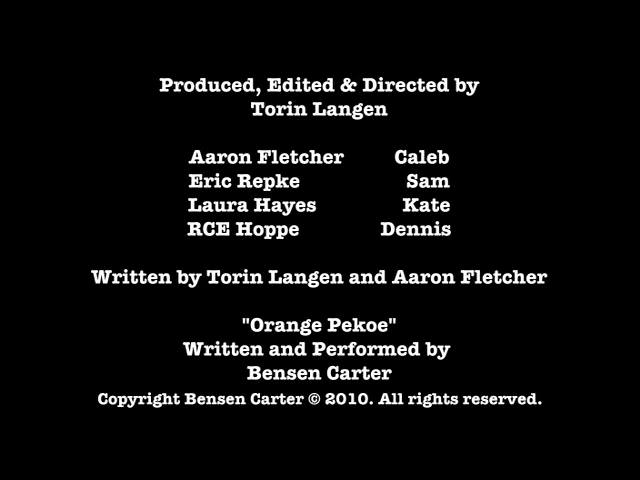 Produced, Edited & Directed by
Torin Langen
Aaron Fletcher Caleb
Eric Repke Sam
Laura Hayes Kate
RCE Hoppe Dennis
Written by Torin Langen and Aaron Fletcher
"Orange Pekoe"
Written and Performed by
Bensen Carter
Copyright Bensen Carter © 2010. All rights reserved.